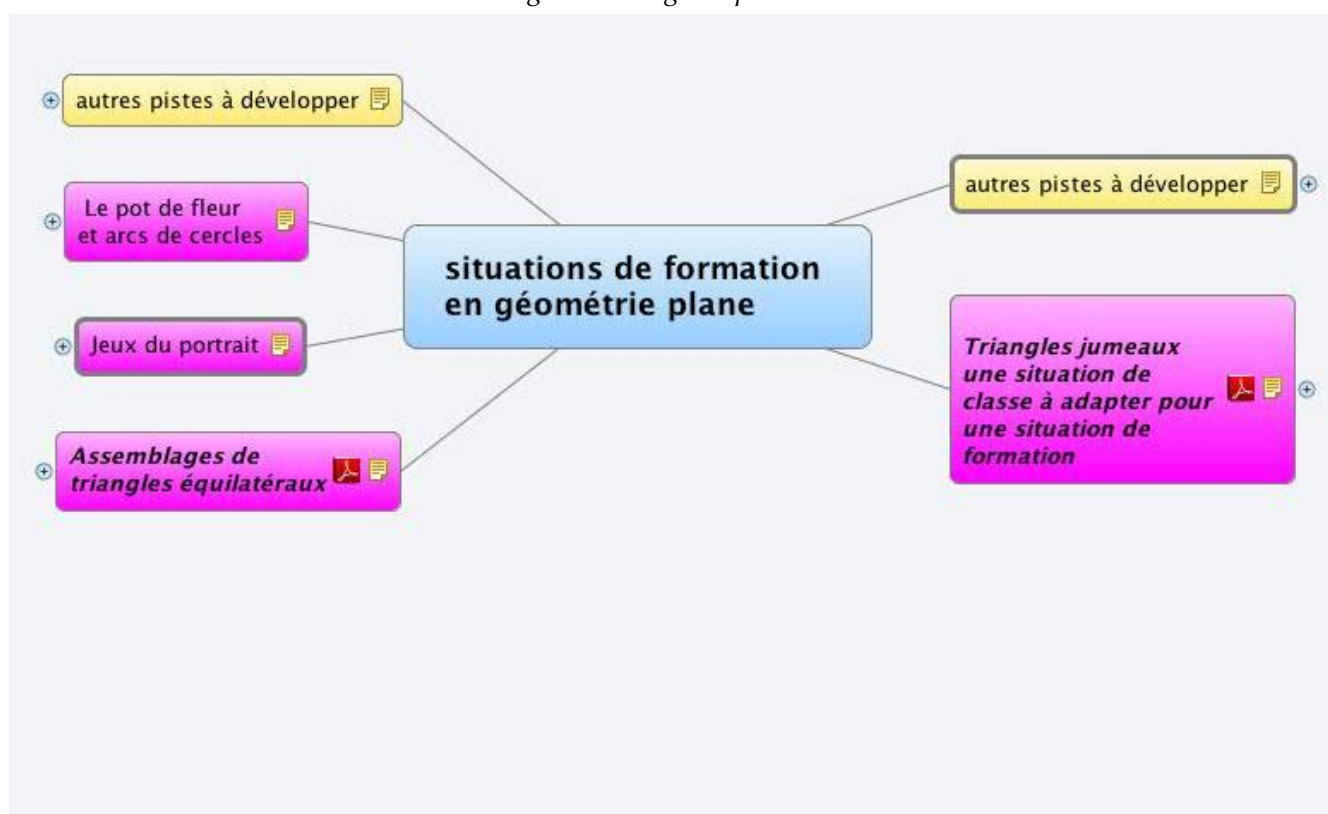 autres pistes à développer
Le pot de fleur
et arcs de cercles
Jeux du portrait
Assemblages de
triangles équilatéraux
situations de formation
en géométrie plane
autres pistes à développer
Triangles jumeaux
une situation de
classe à adapter pour
une situation de
formation